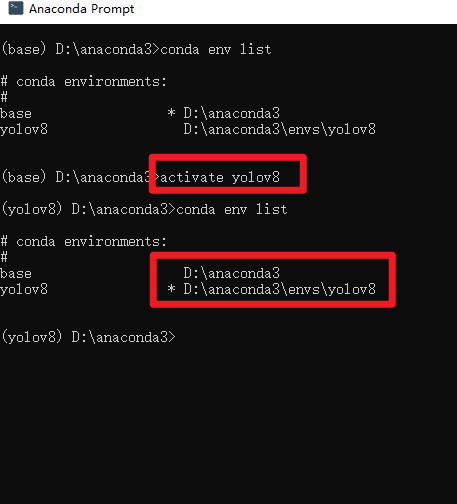 Anaconda Prompt
(base) D:\anaconda3>conda env list
# conda environments:
#
base                  *  D:\anaconda3
yolov8                   D:\anaconda3\envs\yolov8
(base) D:\anaconda3>activate yolov8
(yolov8) D:\anaconda3>conda env list
# conda environments:
#
base                     D:\anaconda3
yolov8                *  D:\anaconda3\envs\yolov8
(yolov8) D:\anaconda3>